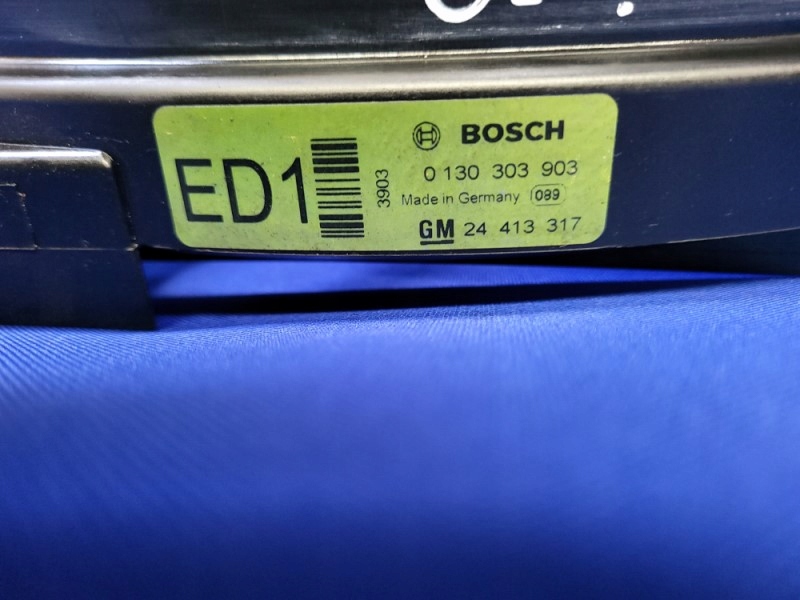 ED1
3903
BOSCH
0 130 303 903
Made in Germany 089
GM 24 413 317